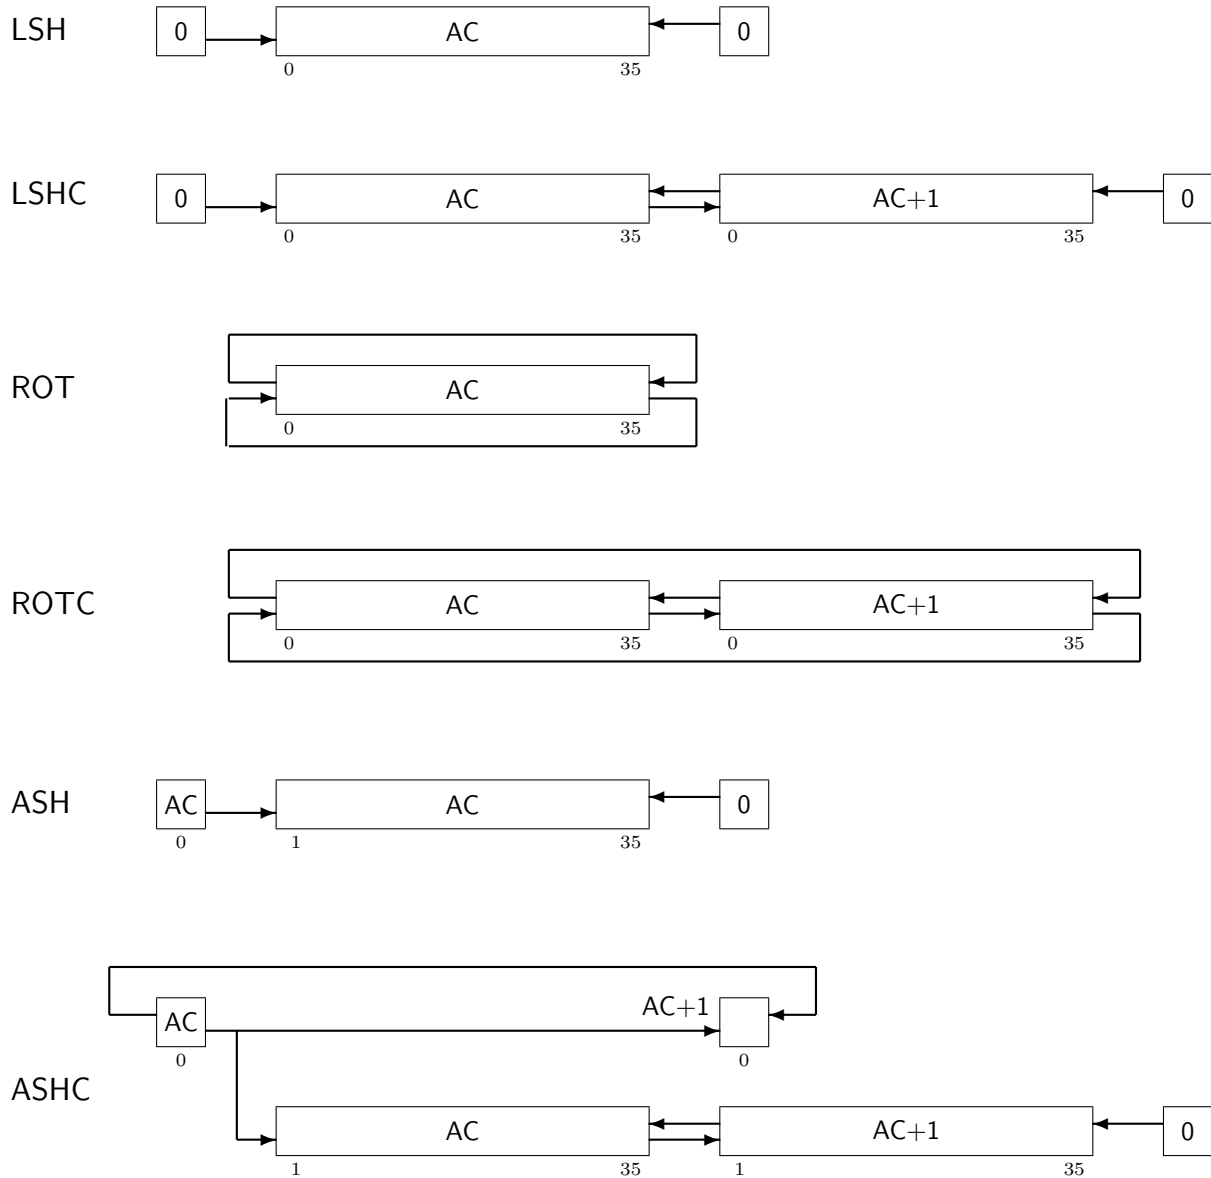 LSH 0 AC 0
0 35
LSHC 0 AC AC+1 0
0 35 0 35
ROT AC
0 35
ROTC AC AC+1
0 35 0 35
ASH AC AC 0
0 1 35
AC AC+1
0 0
ASHC AC AC+1 0
1 35 1 35